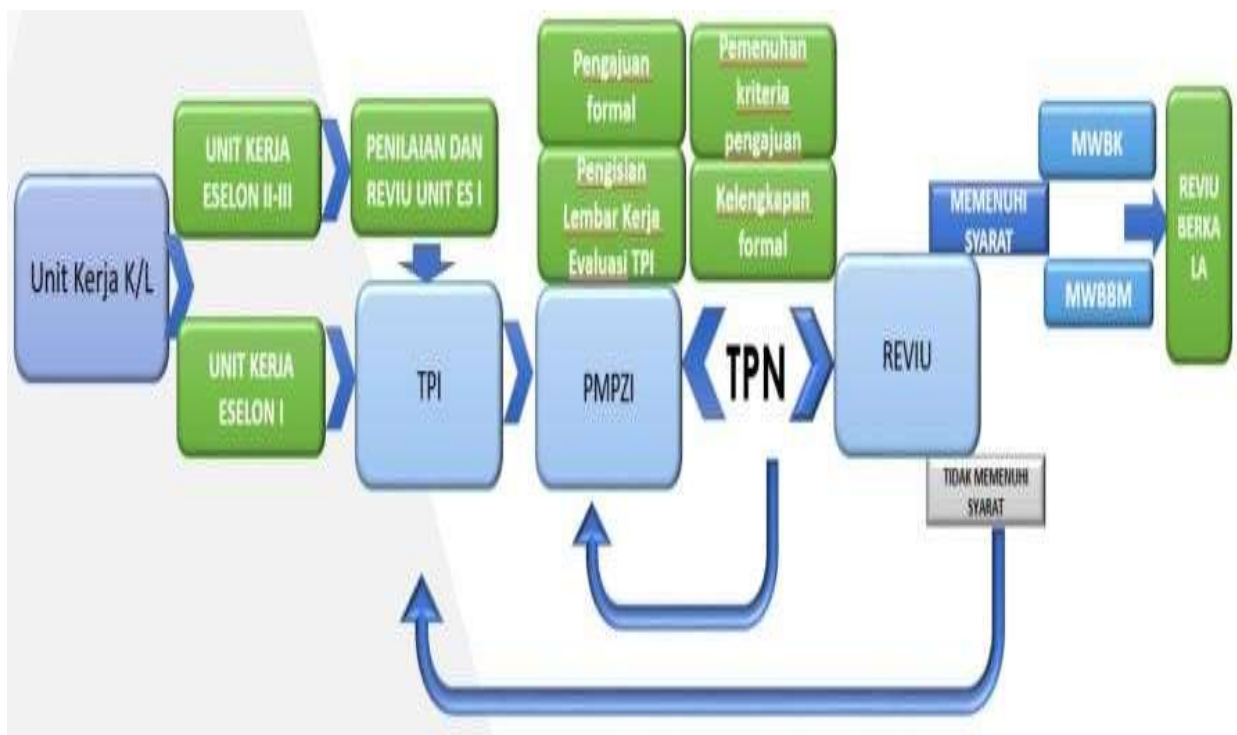 Unit Kerja K/L
UNIT KERJA
ESELON II-III
UNIT KERJA
ESELON I
PENILAIAN DAN
REVIU UNIT ES I
TPI
Pengajuan
formal
Pengisian
Lembar Kerja
Evaluasi TPI
PMPZI
Pemenuhan
kriteria
pengajuan
Kelengkapan
formal
TPN
REVIU
MEMENUHI
SYARAT
TIDAK MEMENUHI
SYARAT
MWBK
MWBBM
REVIU
BERKA
LA